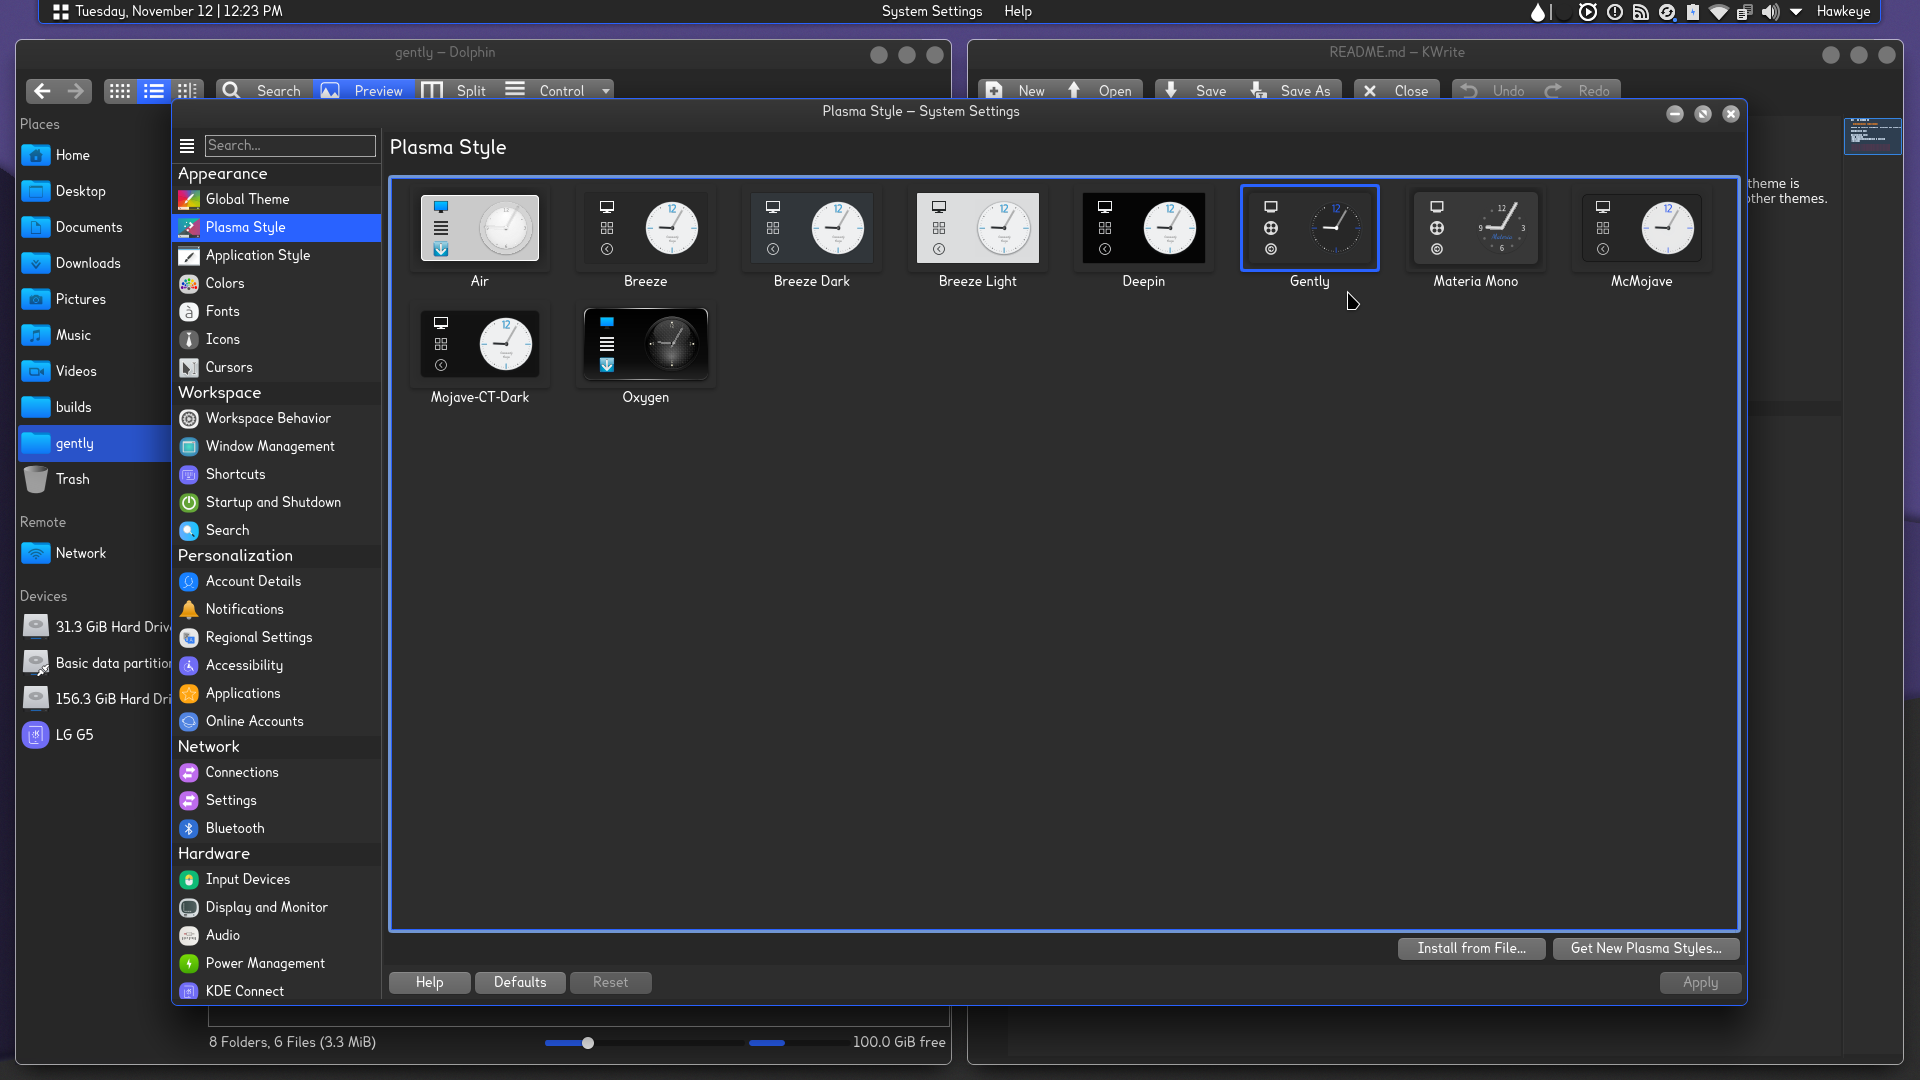 Tuesday, November 12 | 12:23 PM
System Settings Help
Hawkeye
gently — Dolphin
Search Preview Split Control
Places
Home
Desktop
Documents
Downloads
Pictures
Music
Videos
builds
gently
Trash
Remote
Network
Devices
31.3 GiB Hard Driv
Basic data partitio
156.3 GiB Hard Dri
LG G5
8 Folders, 6 Files (3.3 MiB)
100.0 GiB free
README.md — KWrite
New Open Save Save As Close Undo Redo
theme is
other themes.
Plasma Style — System Settings
Search...
Appearance
Global Theme
Plasma Style
Application Style
Colors
Fonts
Icons
Cursors
Workspace
Workspace Behavior
Window Management
Shortcuts
Startup and Shutdown
Search
Personalization
Account Details
Notifications
Regional Settings
Accessibility
Applications
Online Accounts
Network
Connections
Settings
Bluetooth
Hardware
Input Devices
Display and Monitor
Audio
Power Management
KDE Connect
Plasma Style
Air
Breeze
Breeze Dark
Breeze Light
Deepin
Gently
Materia Mono
McMojave
Mojave-CT-Dark
Oxygen
Install from File... Get New Plasma Styles...
Help Defaults Reset Apply